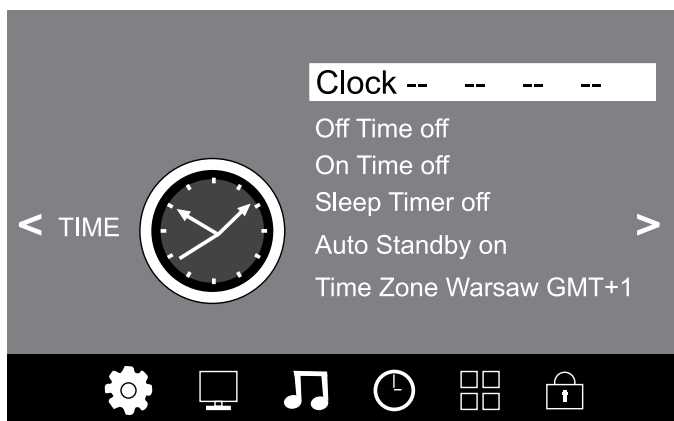 Clock -- -- -- --
Off Time off
On Time off
Sleep Timer off
< TIME >
Auto Standby on
Time Zone Warsaw GMT+1